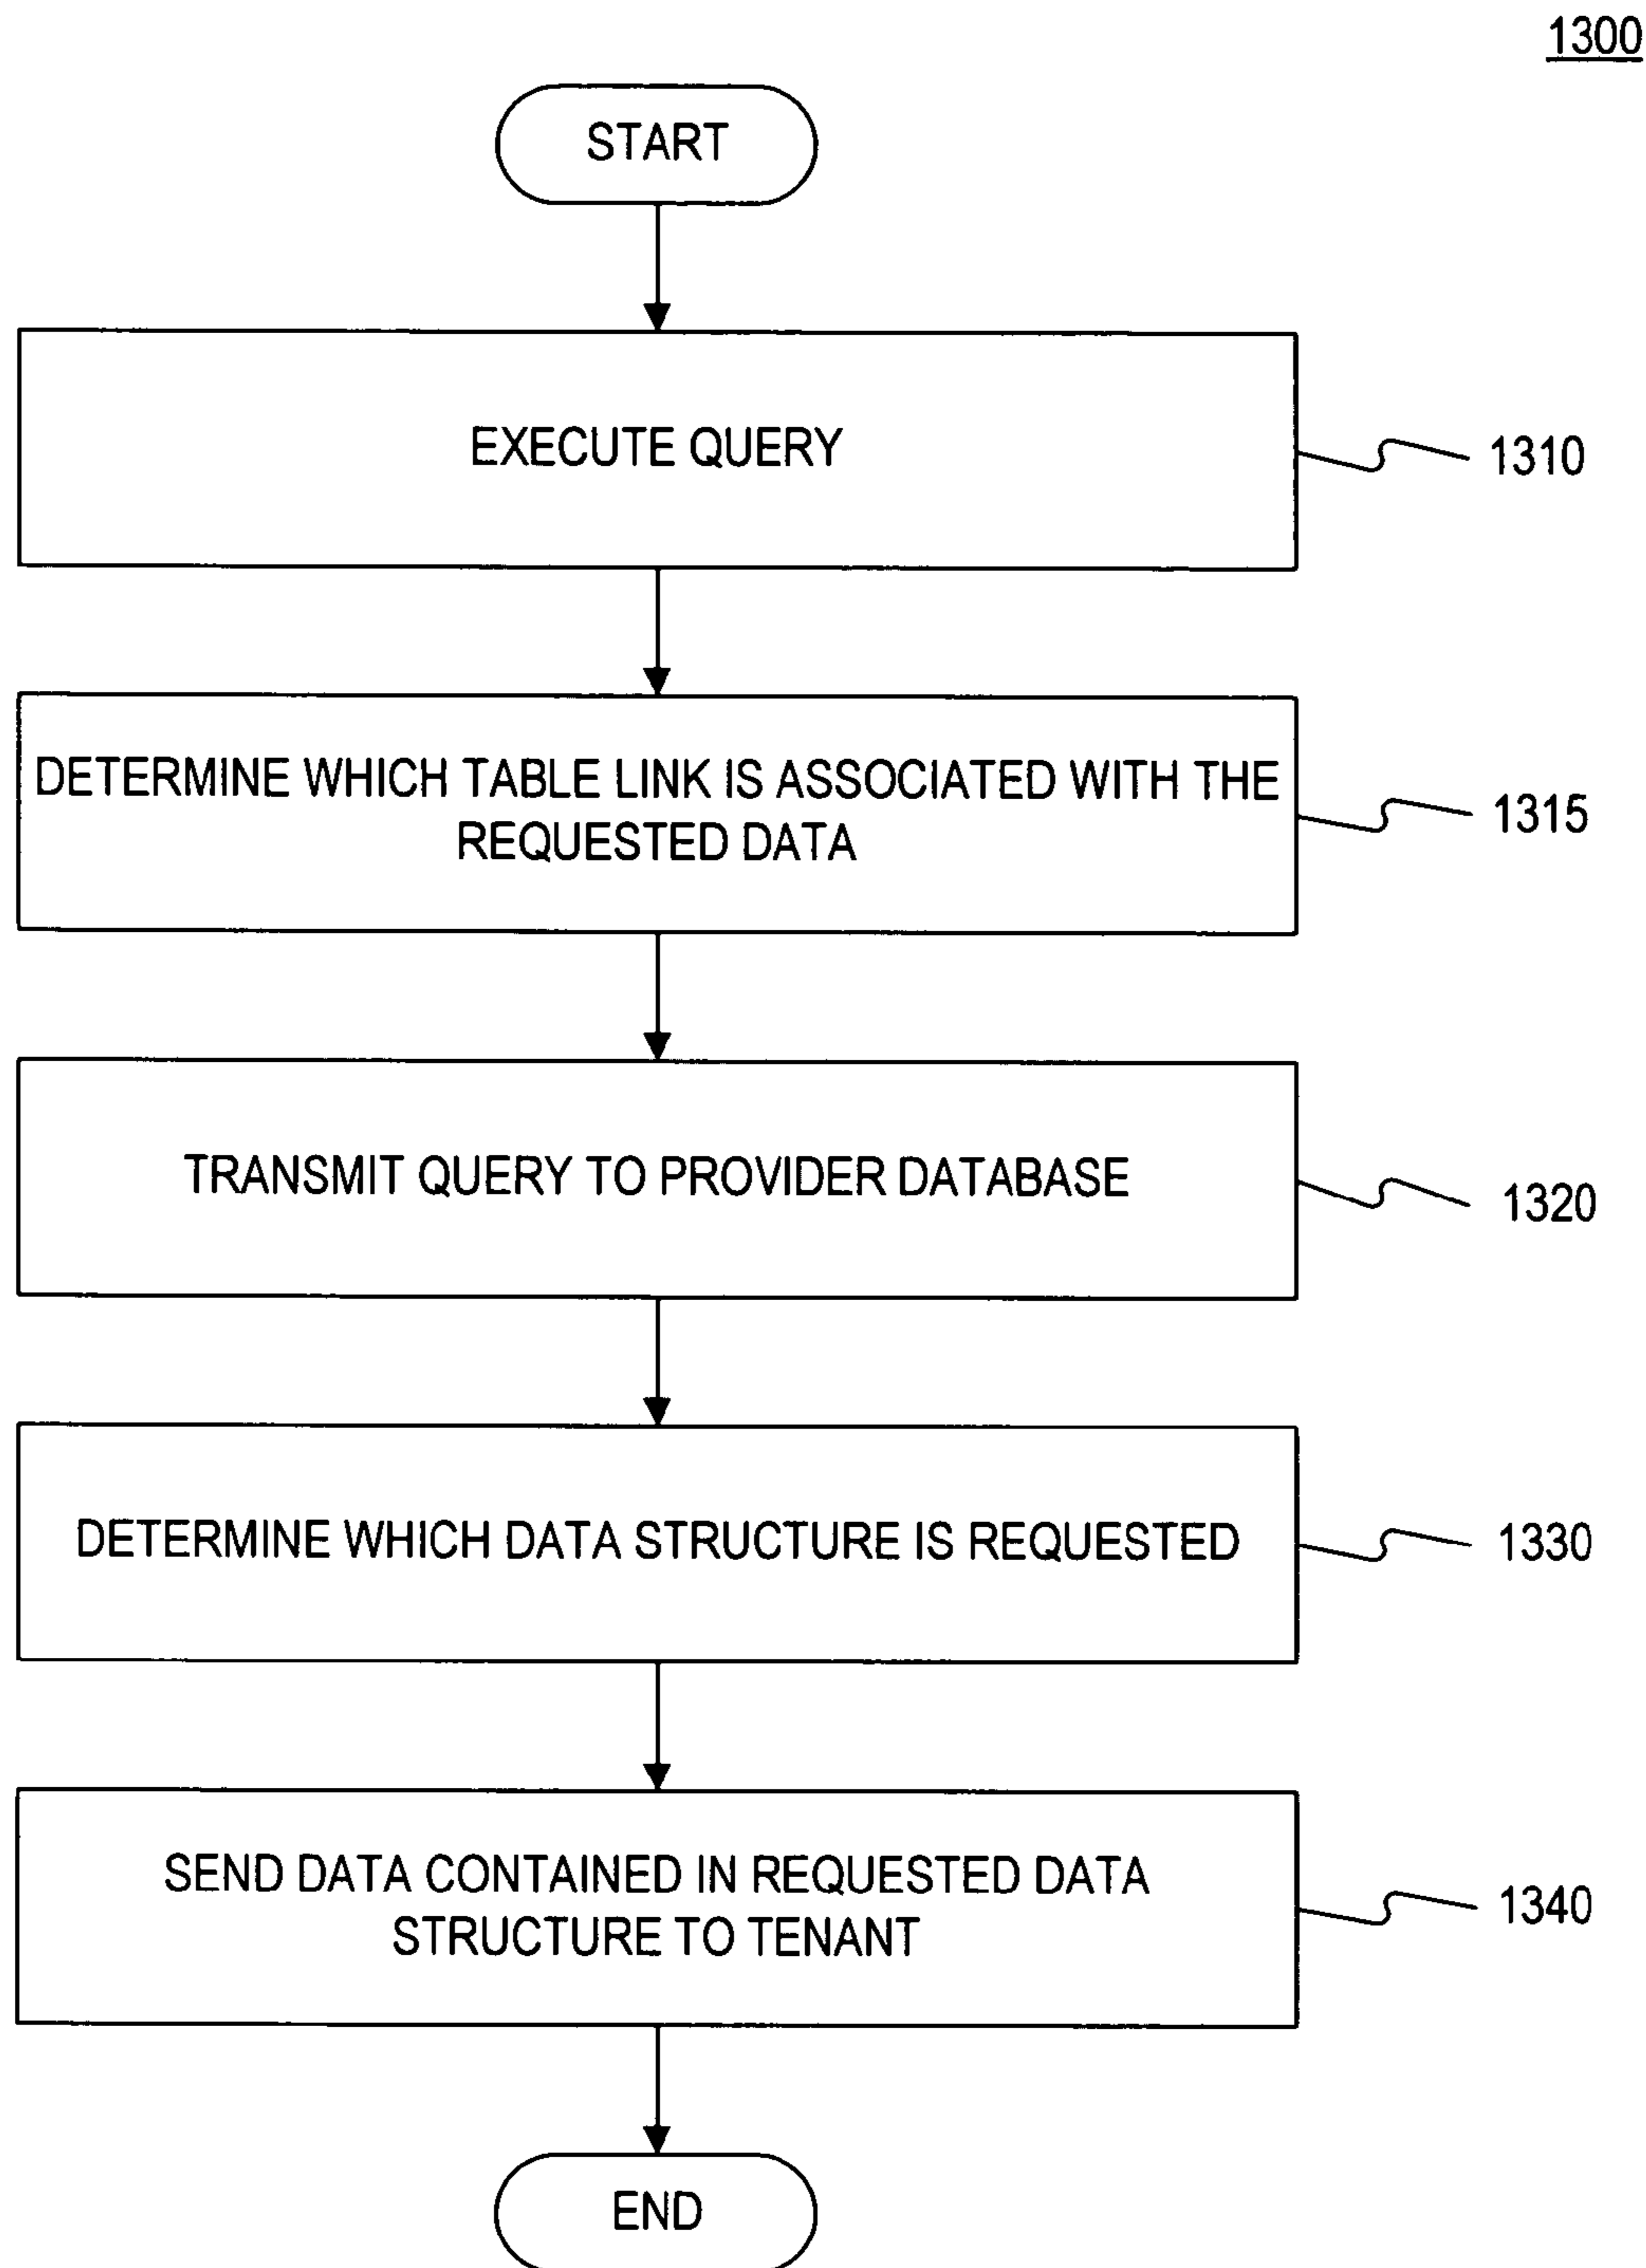 1300
START
EXECUTE QUERY
1310
DETERMINE WHICH TABLE LINK IS ASSOCIATED WITH THE
REQUESTED DATA
1315
TRANSMIT QUERY TO PROVIDER DATABASE
1320
DETERMINE WHICH DATA STRUCTURE IS REQUESTED
1330
SEND DATA CONTAINED IN REQUESTED DATA
STRUCTURE TO TENANT
1340
END